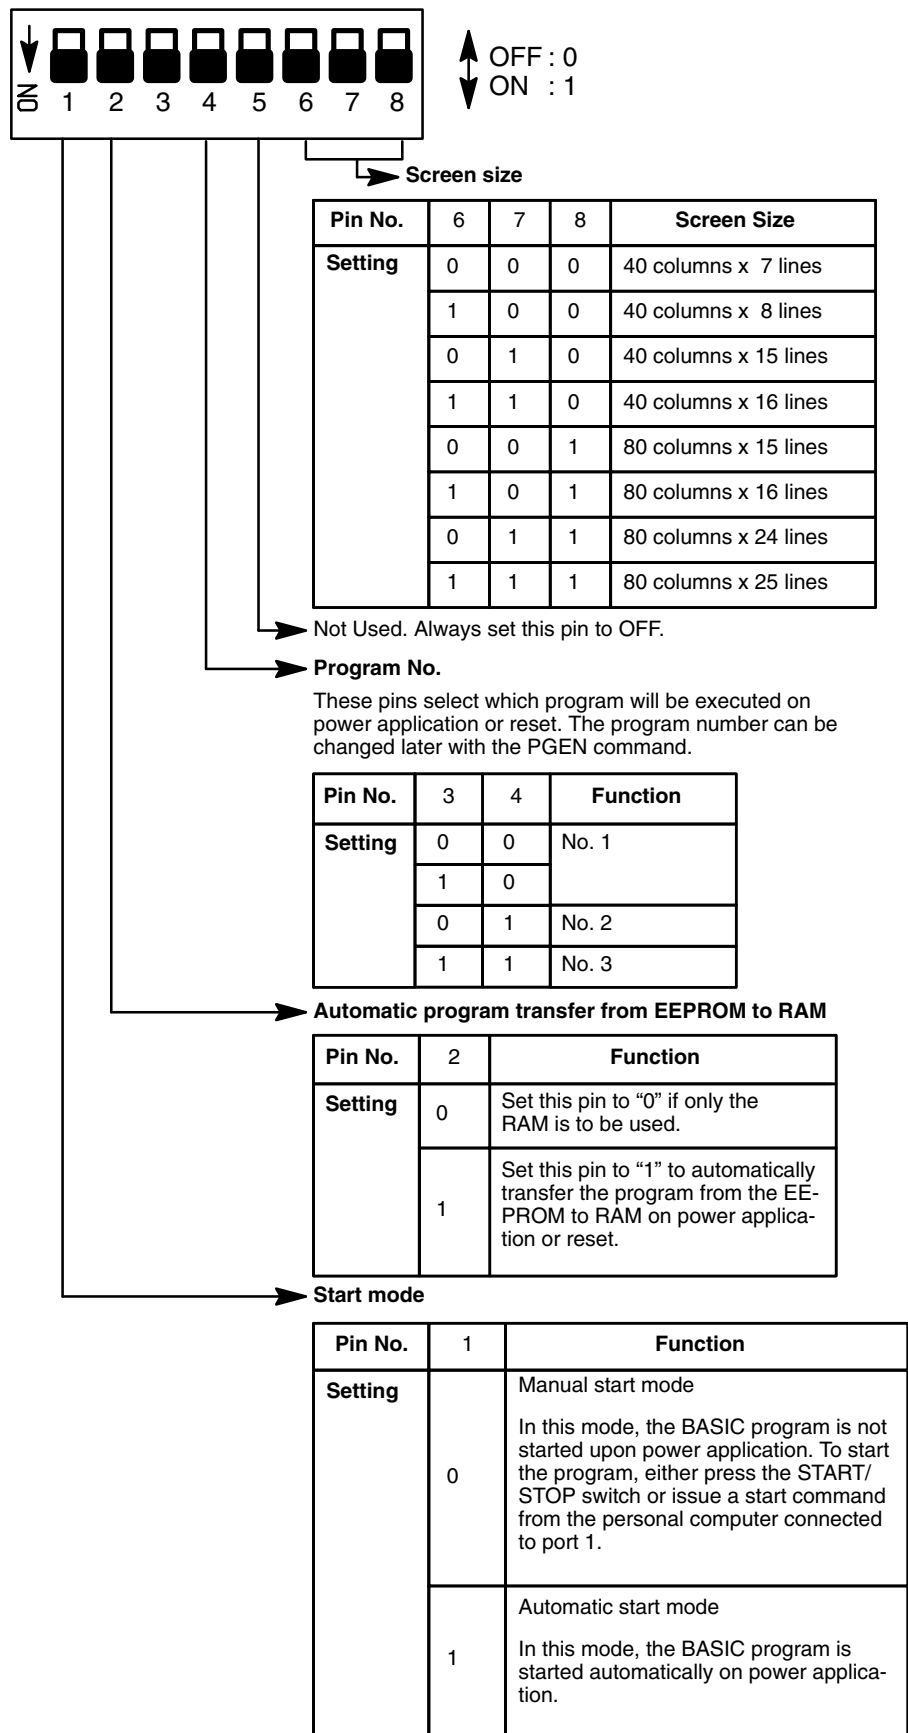 OFF : 0
ON : 1
ON 1 2 3 4 5 6 7 8
Screen size
Pin No. 6 7 8 Screen Size
Setting 0 0 0 40 columns x 7 lines
1 0 0 40 columns x 8 lines
0 1 0 40 columns x 15 lines
1 1 0 40 columns x 16 lines
0 0 1 80 columns x 15 lines
1 0 1 80 columns x 16 lines
0 1 1 80 columns x 24 lines
1 1 1 80 columns x 25 lines
Not Used. Always set this pin to OFF.
Program No.
These pins select which program will be executed on
power application or reset. The program number can be
changed later with the PGEN command.
Pin No. 3 4 Function
Setting 0 0 No. 1
1 0
0 1 No. 2
1 1 No. 3
Automatic program transfer from EEPROM to RAM
Pin No. 2 Function
Setting 0 Set this pin to “0” if only the
RAM is to be used.
1 Set this pin to “1” to automatically
transfer the program from the EE-
PROM to RAM on power applica-
tion or reset.
Start mode
Pin No. 1 Function
Setting 0 Manual start mode
In this mode, the BASIC program is not
started upon power application. To start
the program, either press the START/
STOP switch or issue a start command
from the personal computer connected
to port 1.
1 Automatic start mode
In this mode, the BASIC program is
started automatically on power applica-
tion.